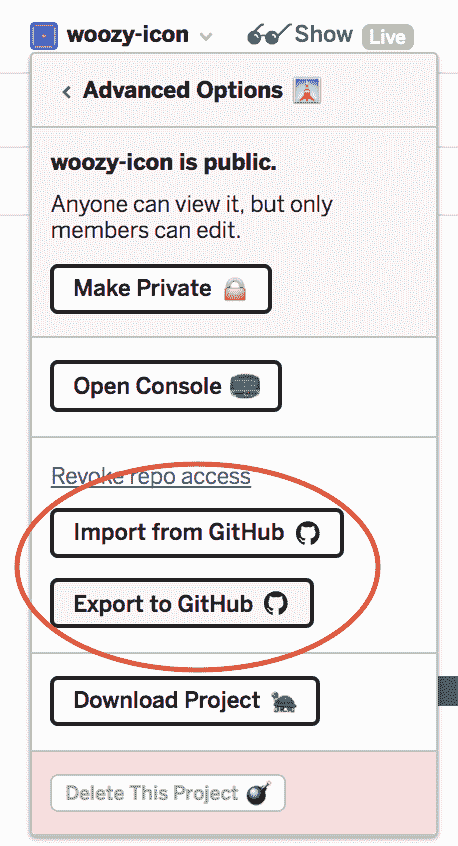 woozy-icon Show Live
Advanced Options
woozy-icon is public.
Anyone can view it, but only
members can edit.
Make Private
Open Console
Revoke repo access
Import from GitHub
Export to GitHub
Download Project
Delete This Project